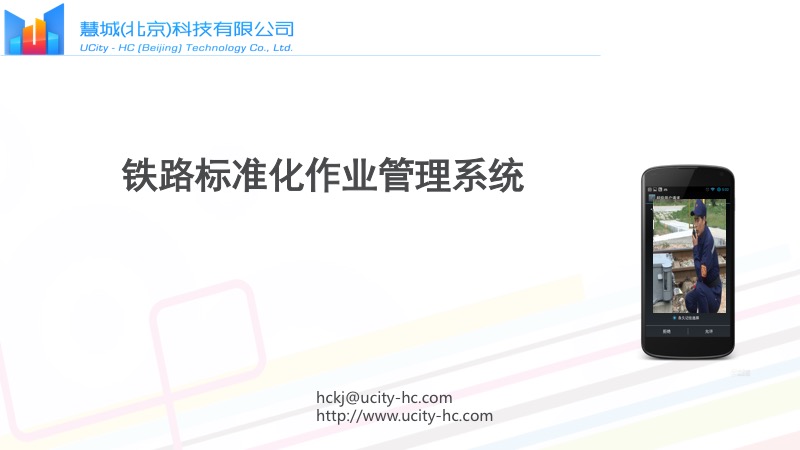 慧城(北京)科技有限公司
UCity - HC (Beijing) Technology Co., Ltd.
铁路标准化作业管理系统
hckj@ucity-hc.com
http://www.ucity-hc.com